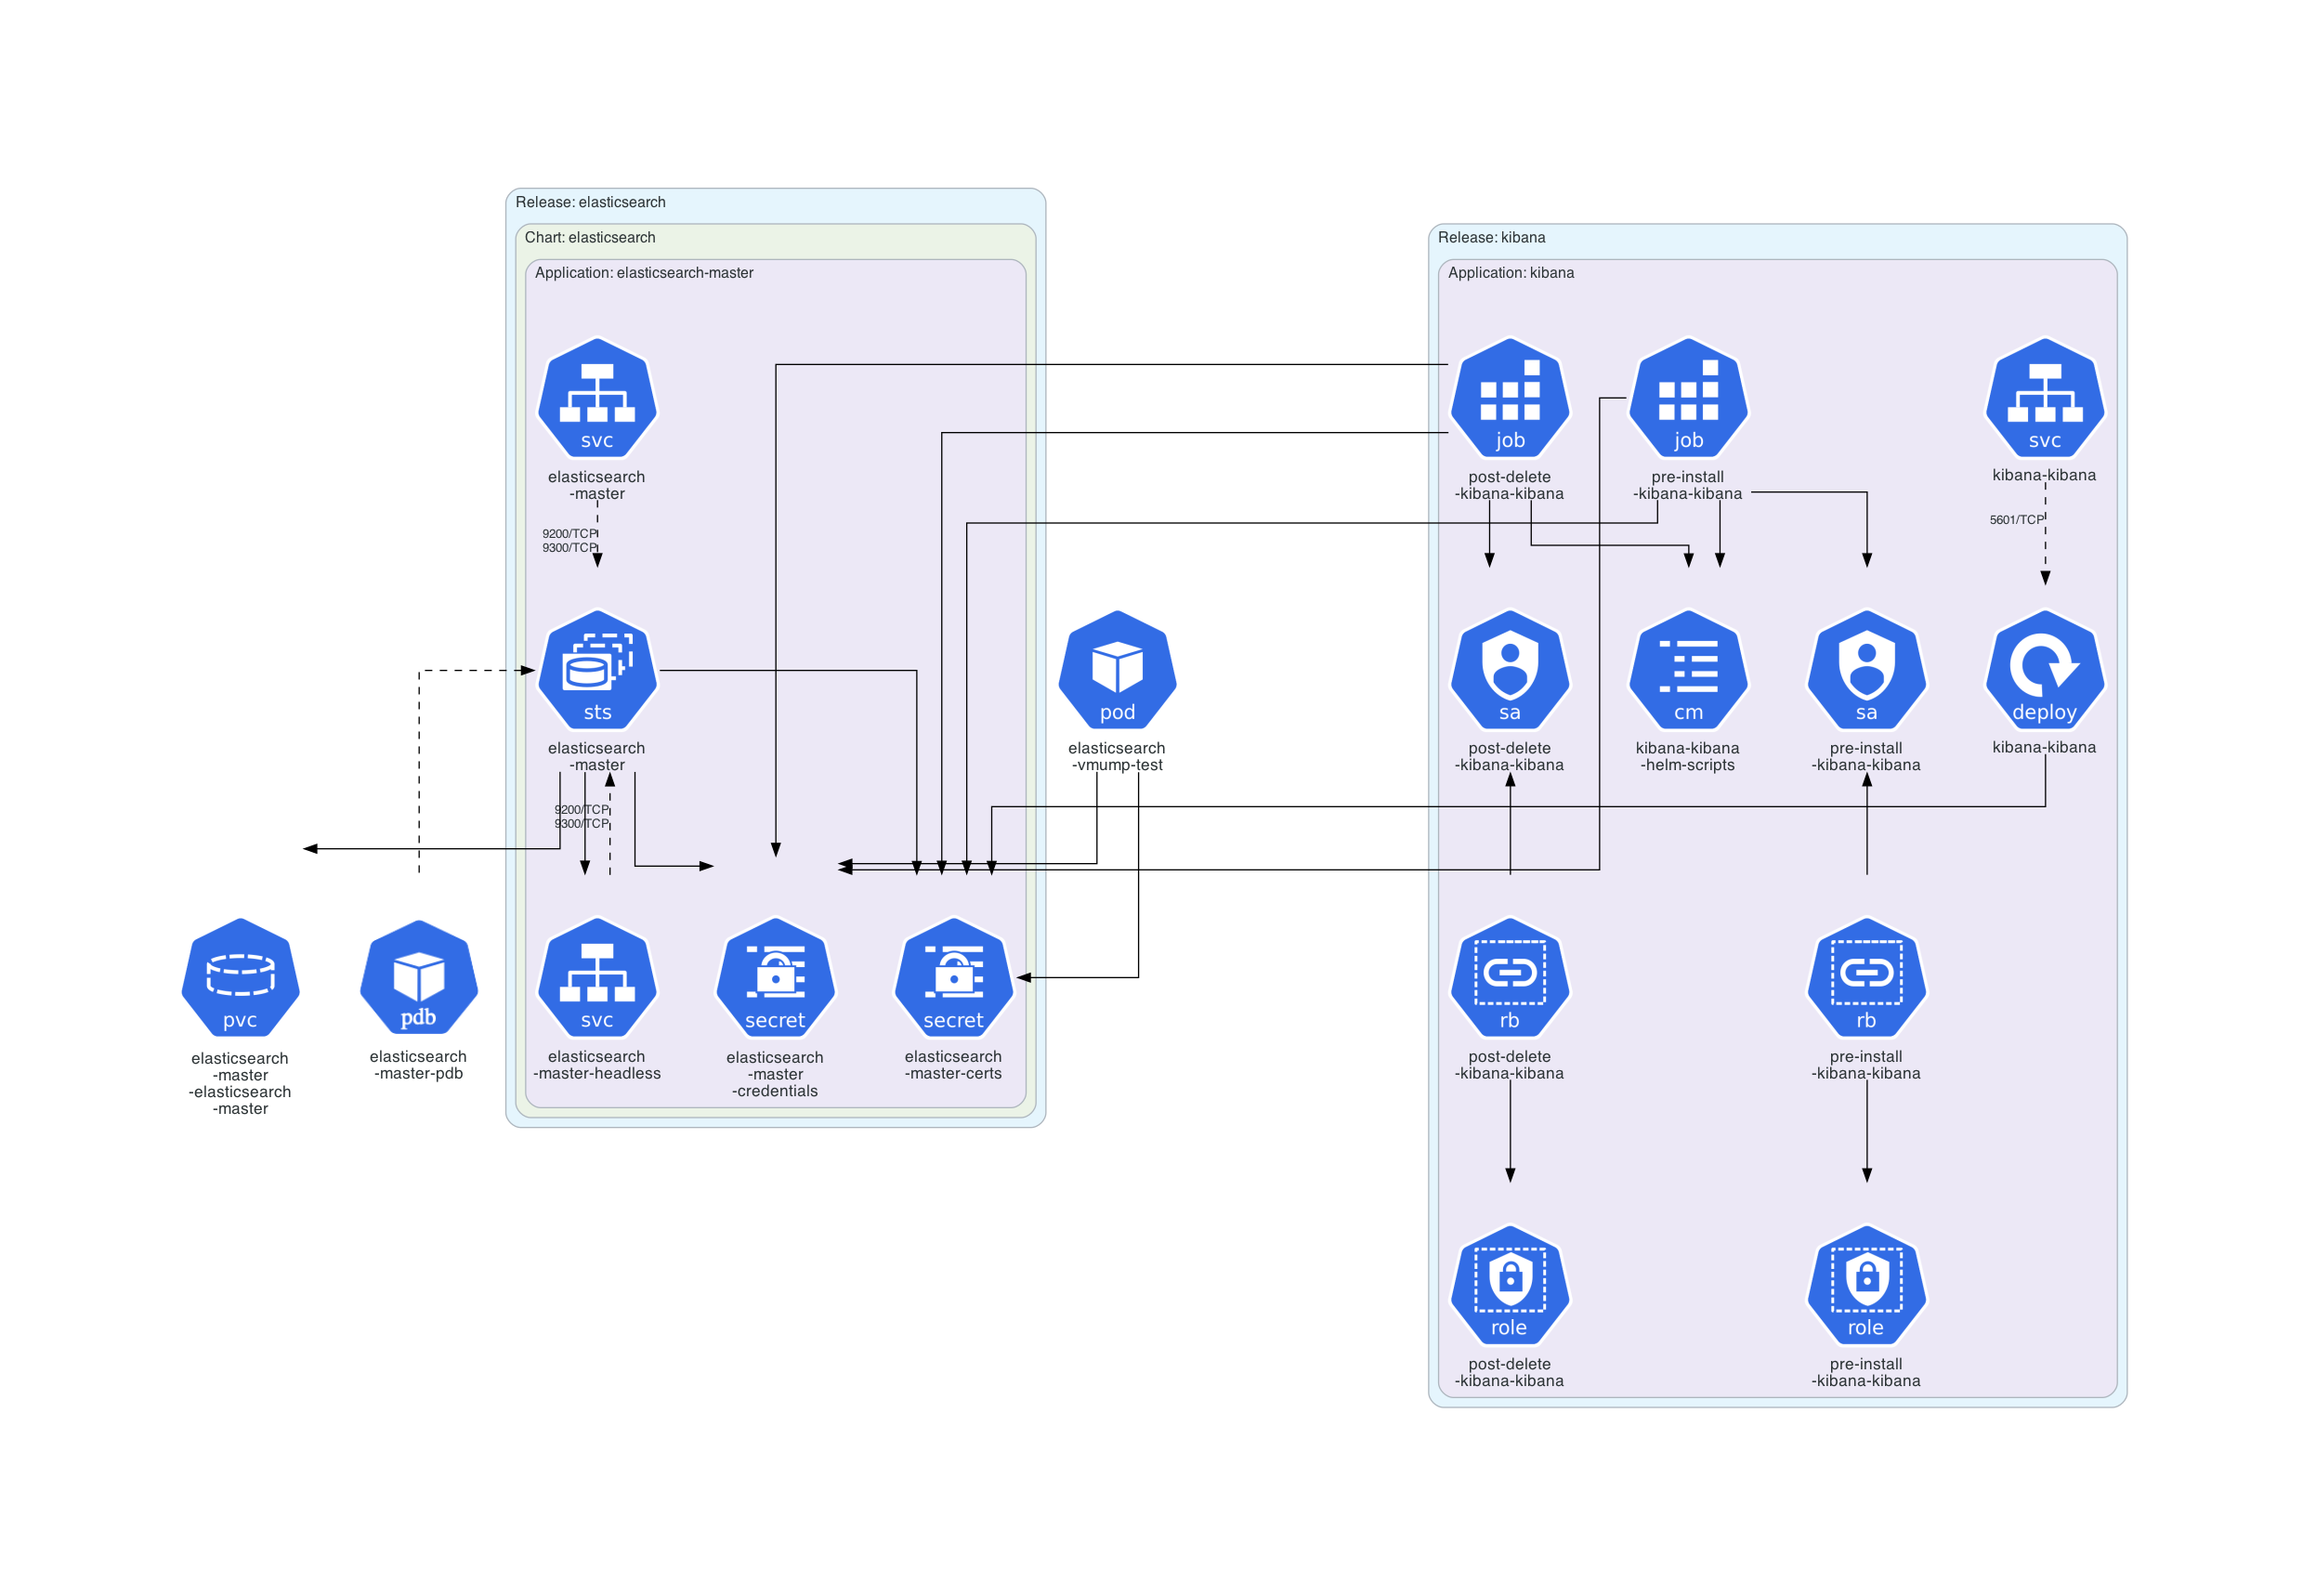 Release: elasticsearch
Chart: elasticsearch
Release: kibana
Application: elasticsearch-master
Application: kibana
svc
elasticsearch
-master
job
post-delete
-kibana-kibana
job
pre-install
-kibana-kibana
svc
kibana-kibana
9200/TCP
9300/TCP
5601/TCP
sts
elasticsearch
-master
pod
elasticsearch
-vmump-test
sa
post-delete
-kibana-kibana
cm
kibana-kibana
-helm-scripts
sa
pre-install
-kibana-kibana
deploy
kibana-kibana
9200/TCP
9300/TCP
pvc
elasticsearch
-master
-elasticsearch
-master
pdb
elasticsearch
-master-pdb
svc
elasticsearch
-master-headless
secret
elasticsearch
-master
-credentials
secret
elasticsearch
-master-certs
rb
post-delete
-kibana-kibana
rb
pre-install
-kibana-kibana
role
post-delete
-kibana-kibana
role
pre-install
-kibana-kibana